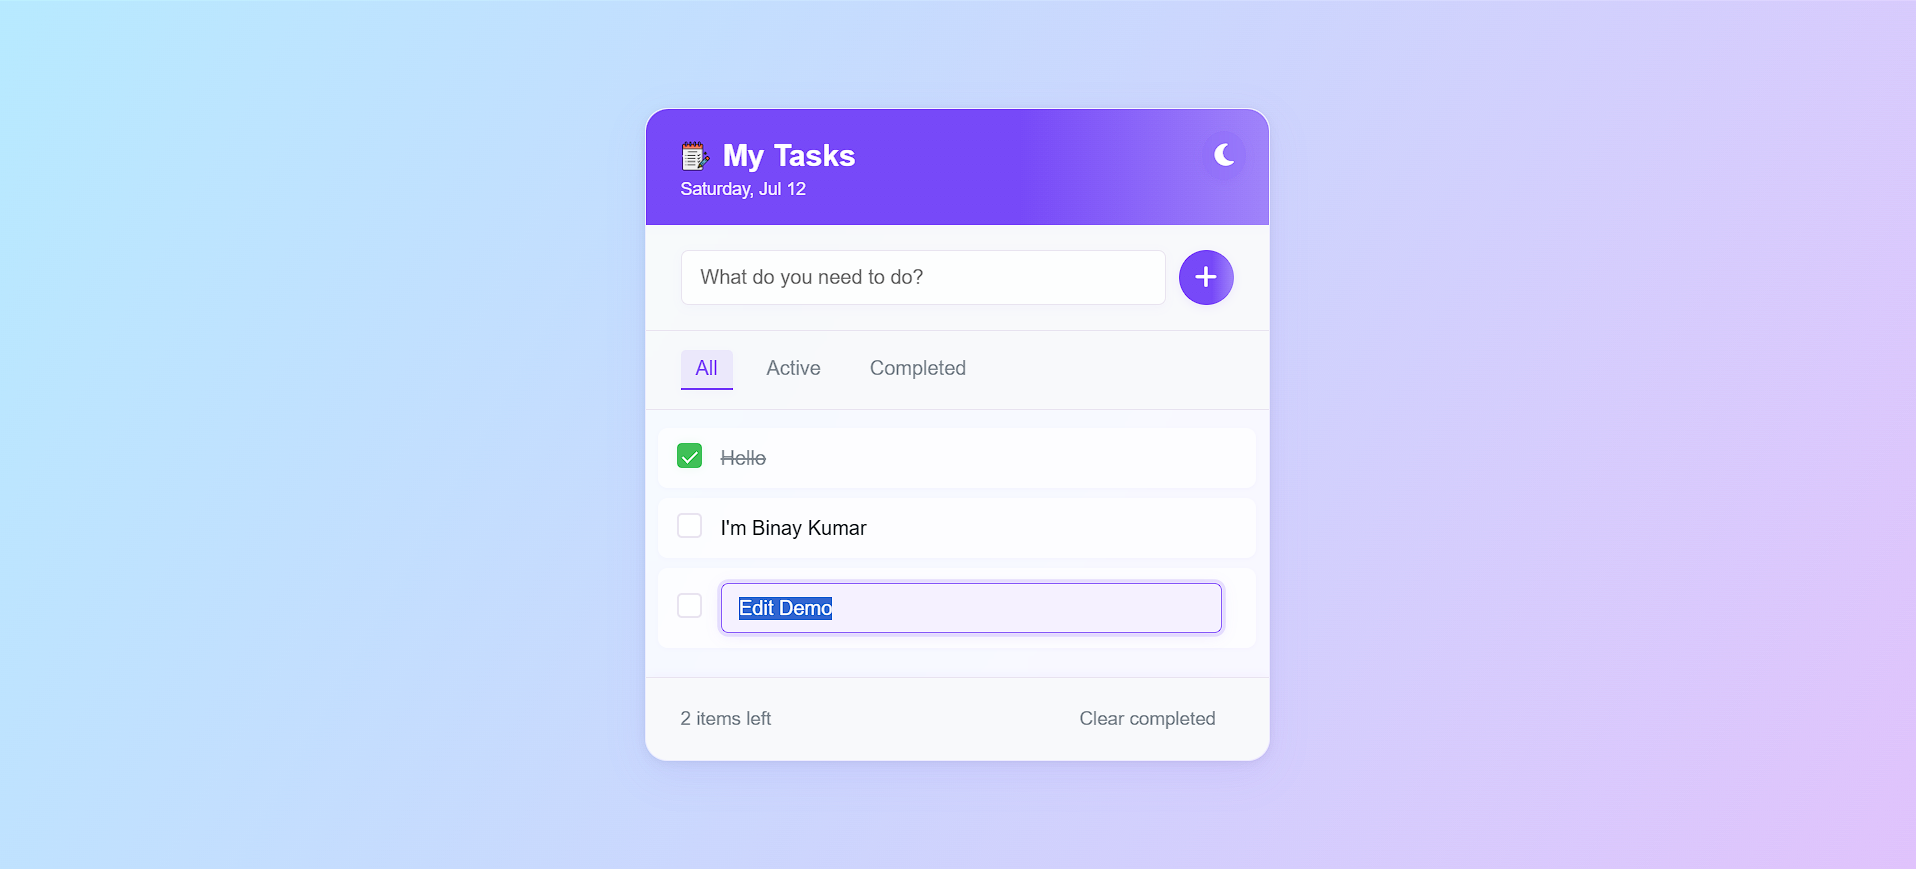 My Tasks
Saturday, Jul 12
What do you need to do?
All Active Completed
Hello
I'm Binay Kumar
Edit Demo
2 items left Clear completed